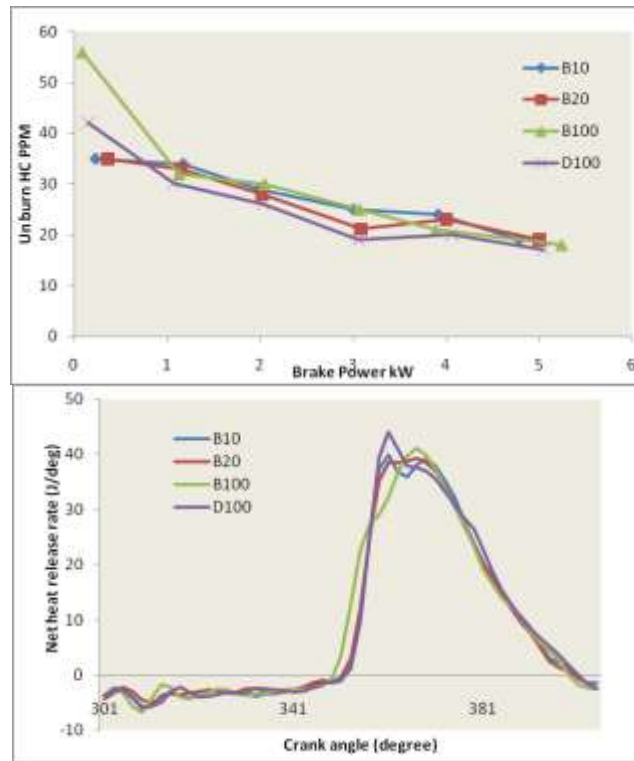 60
50
40
30
20
10
0
Unburn HC PPM
B10
B20
B100
D100
0 1 2 3 4 5 6
Brake Power kW
50
40
30
20
10
0
-10
Net heat release rate (J/deg)
B10
B20
B100
D100
301 341 381
Crank angle (degree)